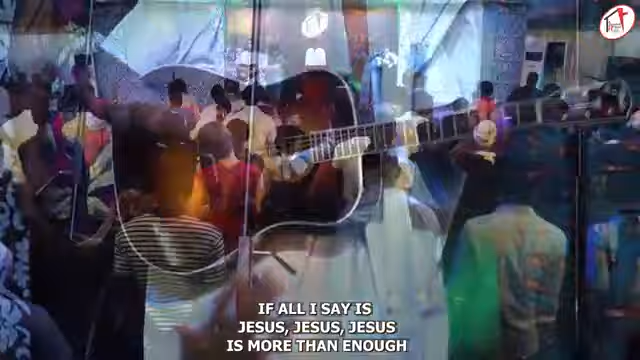 IF ALL I SAY IS
JESUS, JESUS, JESUS
IS MORE THAN ENOUGH